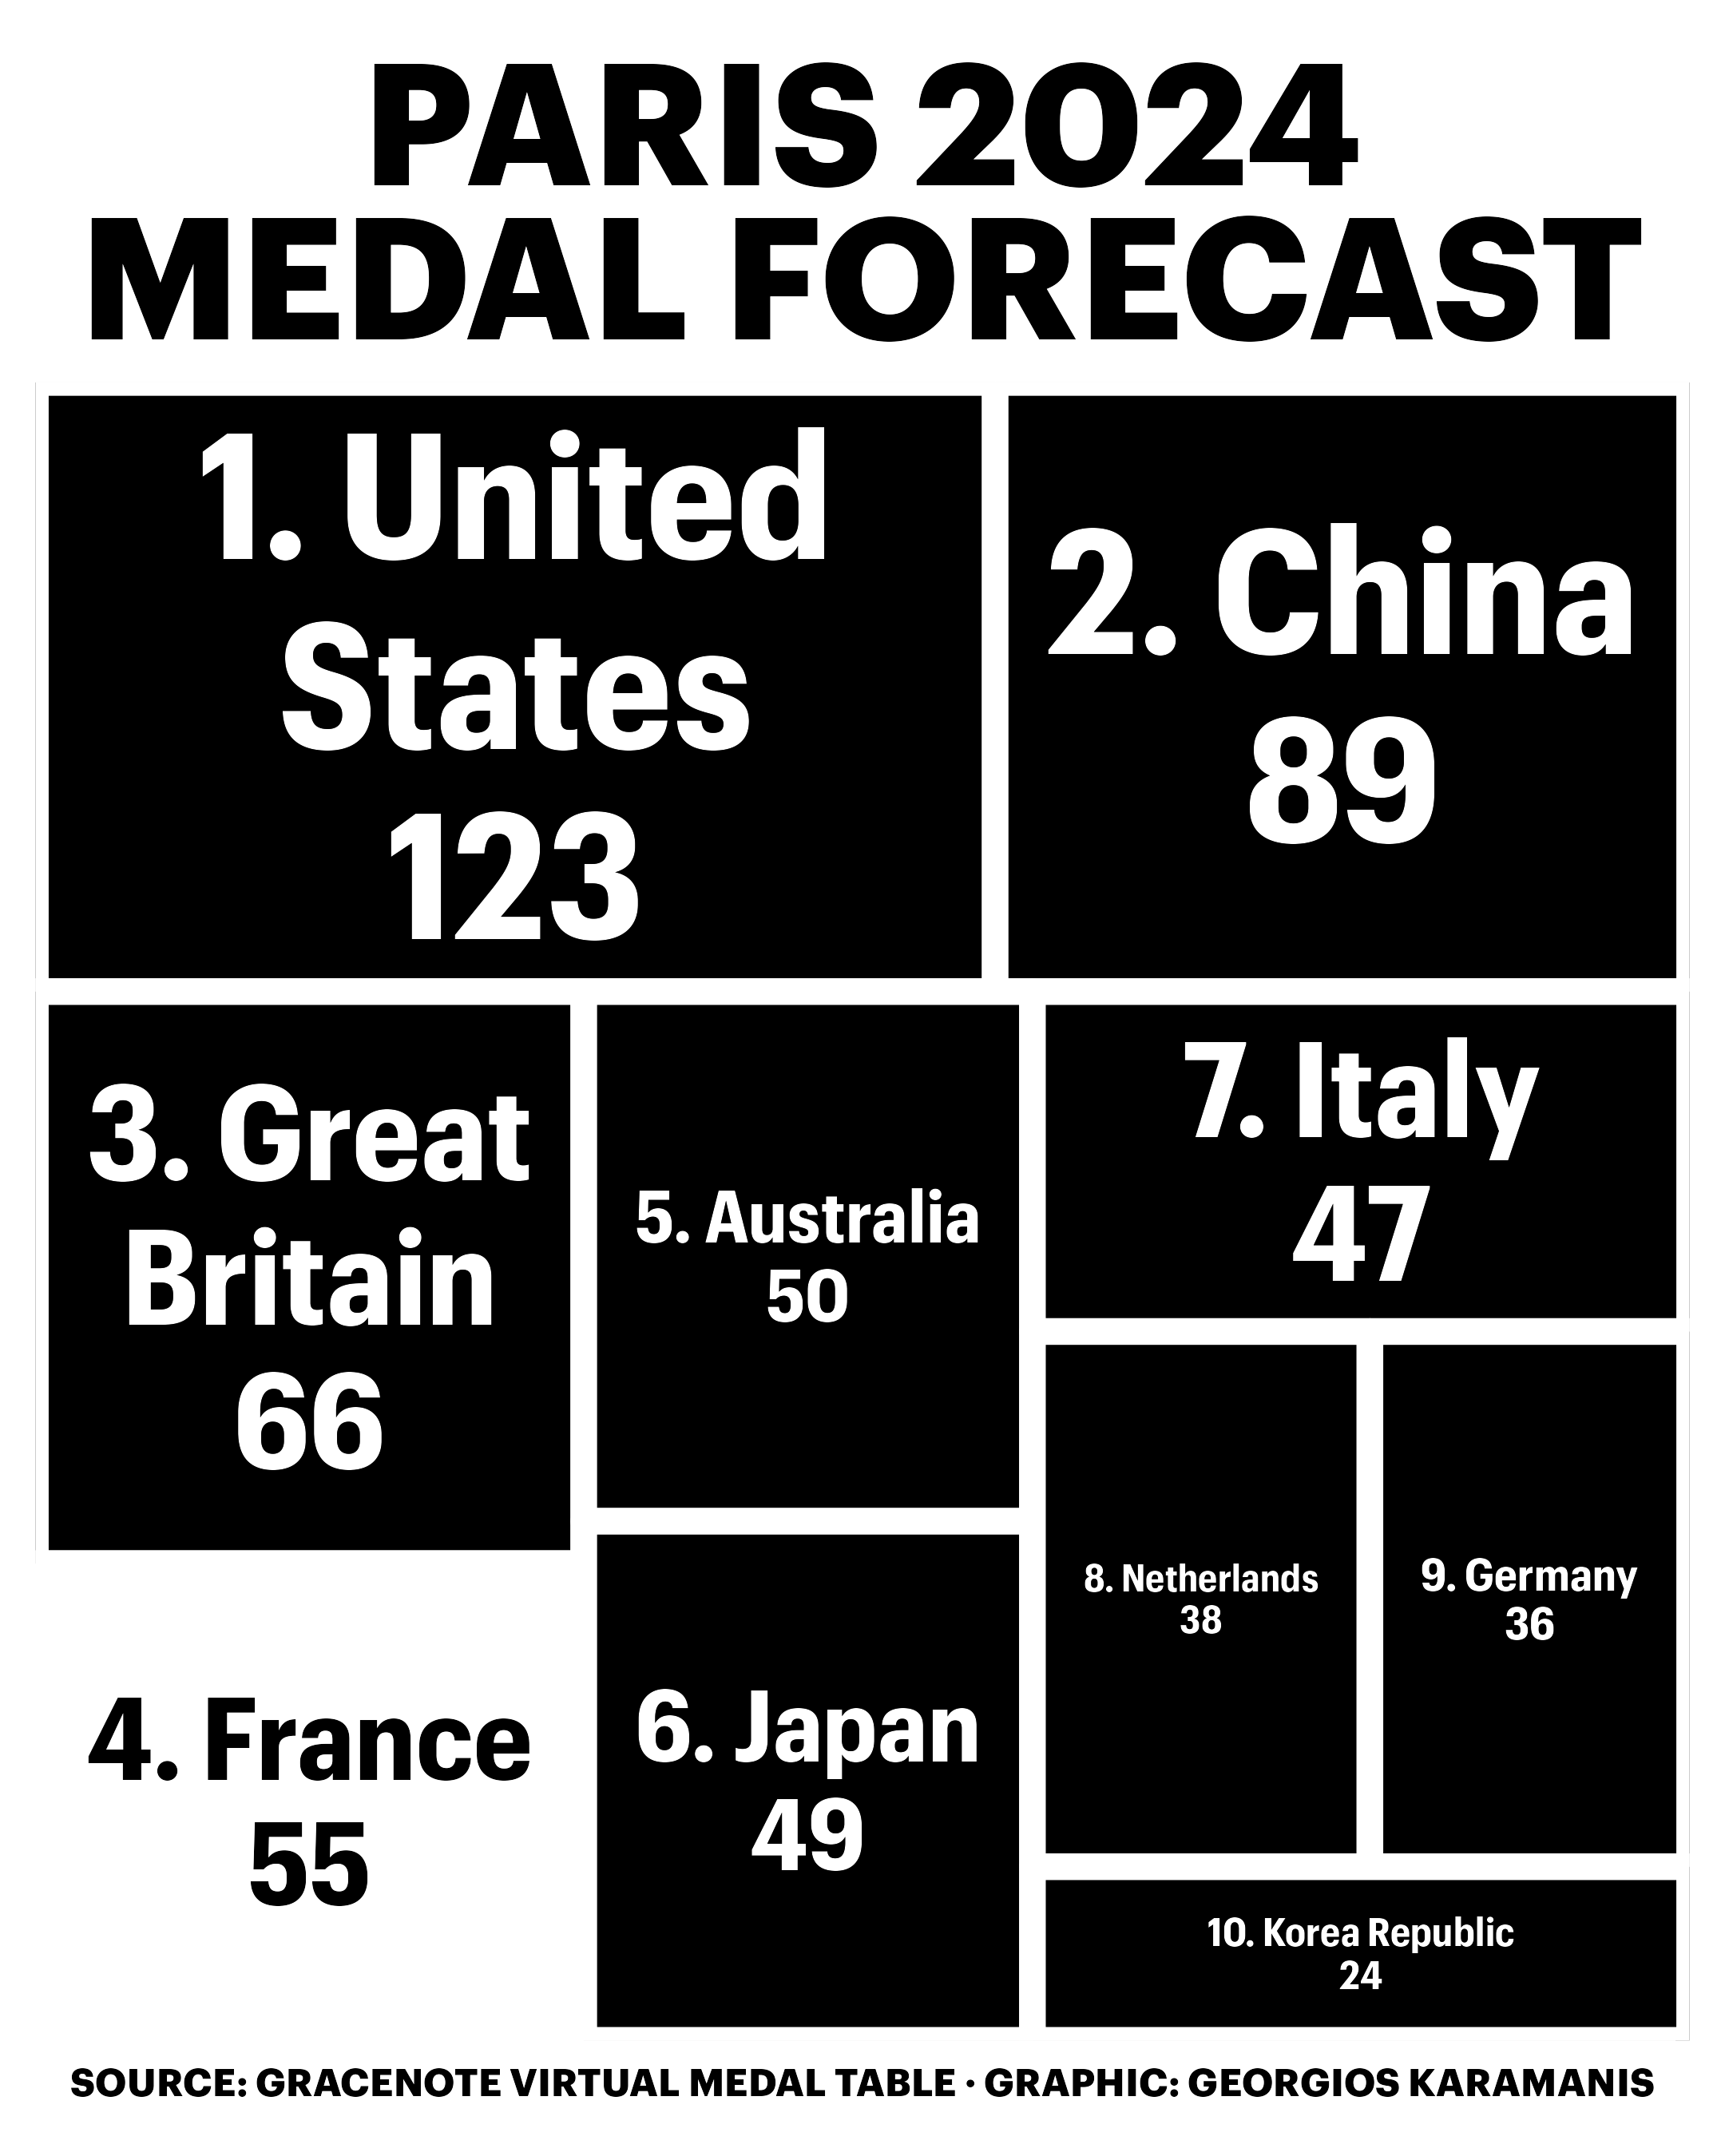 PARIS 2024
MEDAL FORECAST
1. United
States
123
2. China
89
3. Great
Britain
66
4. France
55
5. Australia
50
6. Japan
49
7. Italy
47
8. Netherlands
38
9. Germany
36
10. Korea Republic
24
SOURCE: GRACENOTE VIRTUAL MEDAL TABLE · GRAPHIC: GEORGIOS KARAMANIS